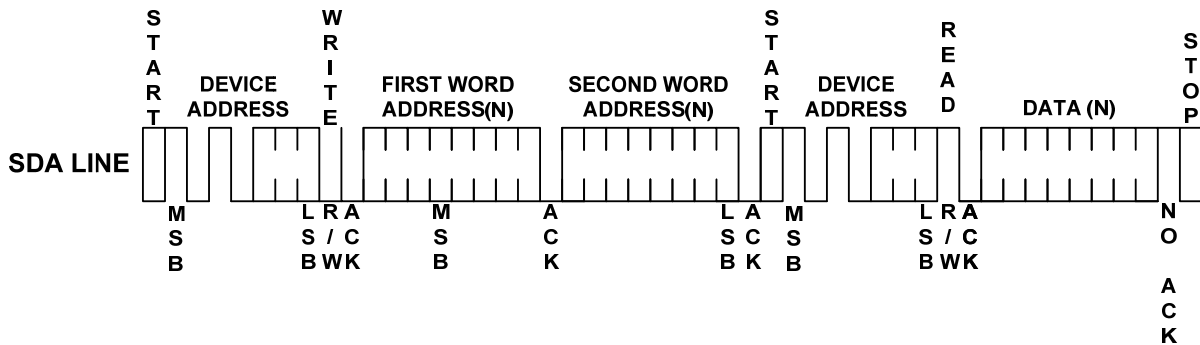 START
WRITE
START
READ
STOP
DEVICE
ADDRESS
FIRST WORD
ADDRESS(N)
SECOND WORD
ADDRESS(N)
DEVICE
ADDRESS
DATA (N)
SDA LINE
MSB
LSB
R/W
ACK
MSB
ACK
LSB
ACK
MSB
LSB
R/W
ACK
NO ACK